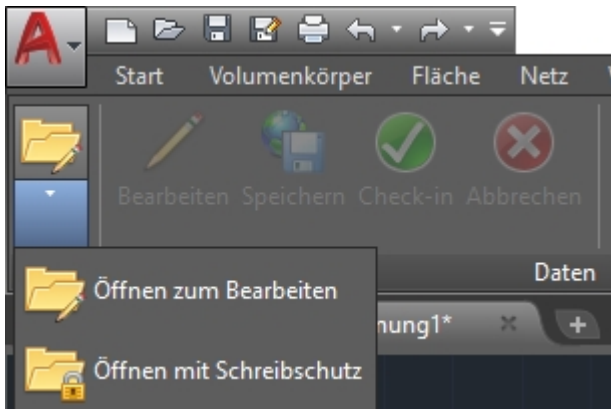 Start Volumenkörper Fläche Netz
Bearbeiten Speichern Check-in Abbrechen
Daten
Öffnen zum Bearbeiten
nung1*
Öffnen mit Schreibschutz